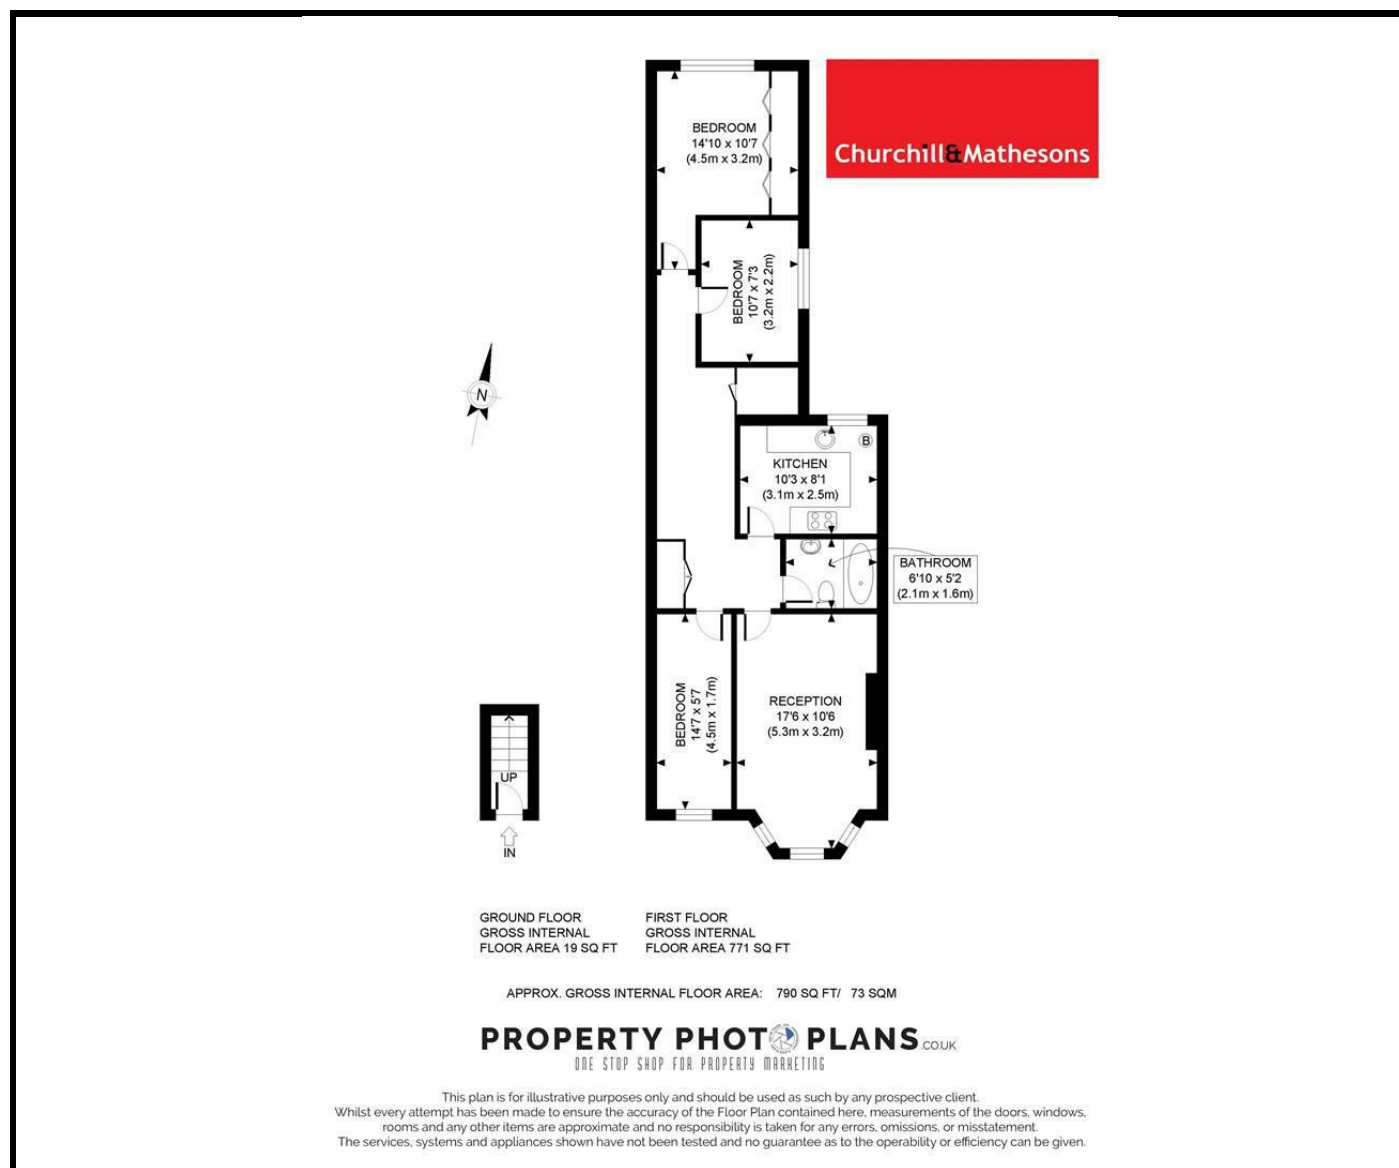 BEDROOM
14'10 x 10'7
(4.5m x 3.2m)
Churchill&Mathesons
BEDROOM
10'7 x 7'3
(3.2m x 2.2m)
N
B
KITCHEN
10'3 x 8'1
(3.1m x 2.5m)
BATHROOM
6'10 x 5'2
(2.1m x 1.6m)
BEDROOM
14'7 x 5'7
(4.5m x 1.7m)
RECEPTION
17'6 x 10'6
(5.3m x 3.2m)
UP
IN
GROUND FLOOR
GROSS INTERNAL
FLOOR AREA 19 SQ FT
FIRST FLOOR
GROSS INTERNAL
FLOOR AREA 771 SQ FT
APPROX. GROSS INTERNAL FLOOR AREA: 790 SQ FT/ 73 SQM
PROPERTY PHOTO PLANS.CO.UK
ONE STOP SHOP FOR PROPERTY MARKETING
This plan is for illustrative purposes only and should be used as such by any prospective client.
Whilst every attempt has been made to ensure the accuracy of the Floor Plan contained here, measurements of the doors, windows,
rooms and any other items are approximate and no responsibility is taken for any errors, omissions, or misstatement.
The services, systems and appliances shown have not been tested and no guarantee as to the operability or efficiency can be given.